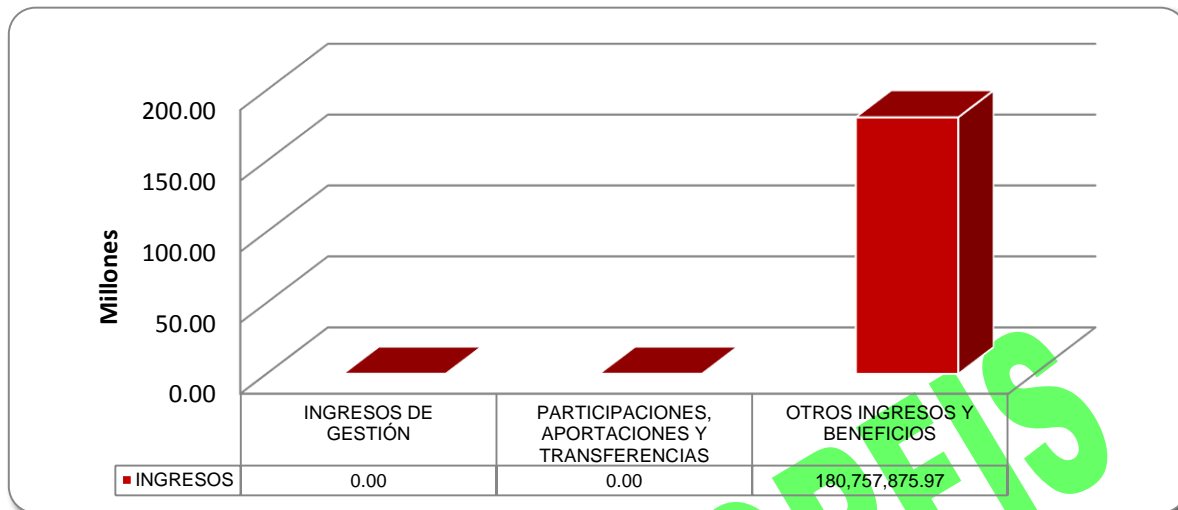 200.00
150.00
100.00
50.00
0.00
Millones
INGRESOS DE
GESTIÓN
PARTICIPACIONES,
APORTACIONES Y
TRANSFERENCIAS
OTROS INGRESOS Y
BENEFICIOS
INGRESOS 0.00 0.00 180,757,875.97